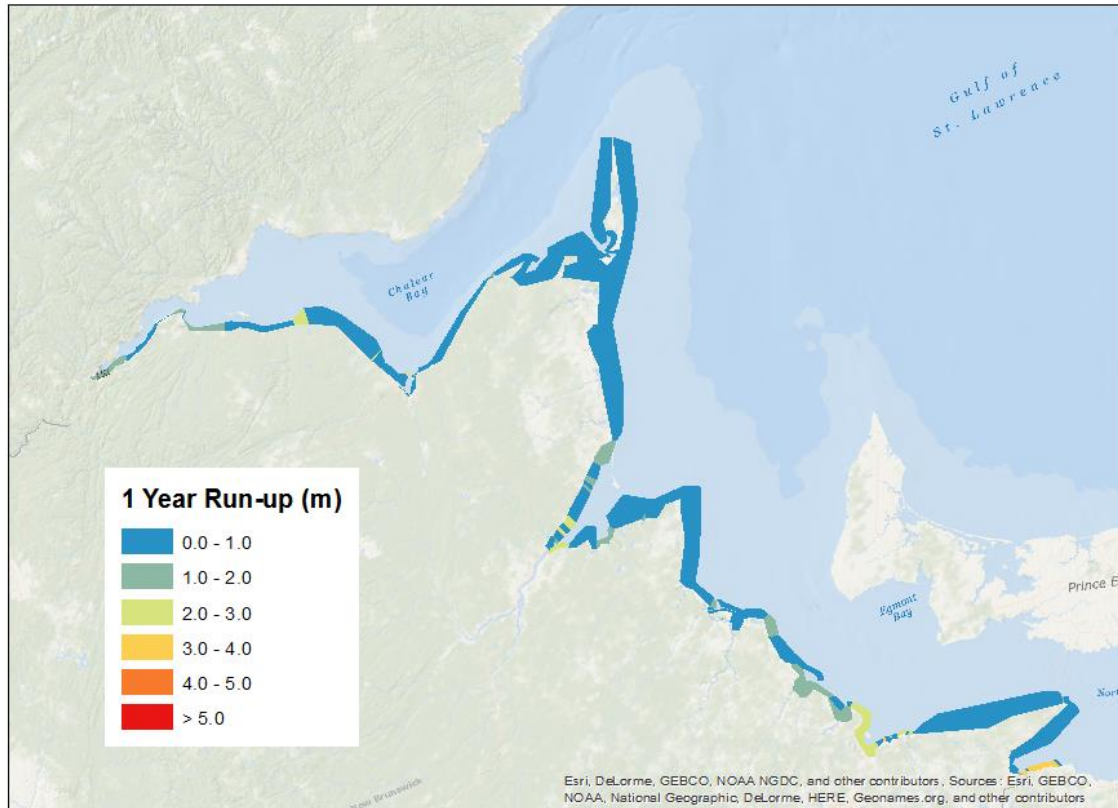 Gulf of
St. Lawrence
Chaleur
Bay
Prince E
Egmont
Bay
Nort
1 Year Run-up (m)
0.0 - 1.0
1.0 - 2.0
2.0 - 3.0
3.0 - 4.0
4.0 - 5.0
> 5.0
New Brunswick
Esri, DeLorme, GEBCO, NOAA NGDC, and other contributors, Sources: Esri, GEBCO,
NOAA, National Geographic, DeLorme, HERE, Geonames.org, and other contributors